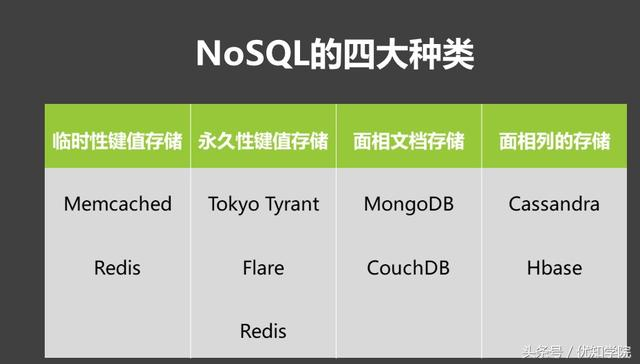 NoSQL的四大种类
临时性键值存储 永久性键值存储 面相文档存储 面相列的存储
Memcached Tokyo Tyrant MongoDB Cassandra
Redis Flare CouchDB Hbase
Redis
头条号／优知学院